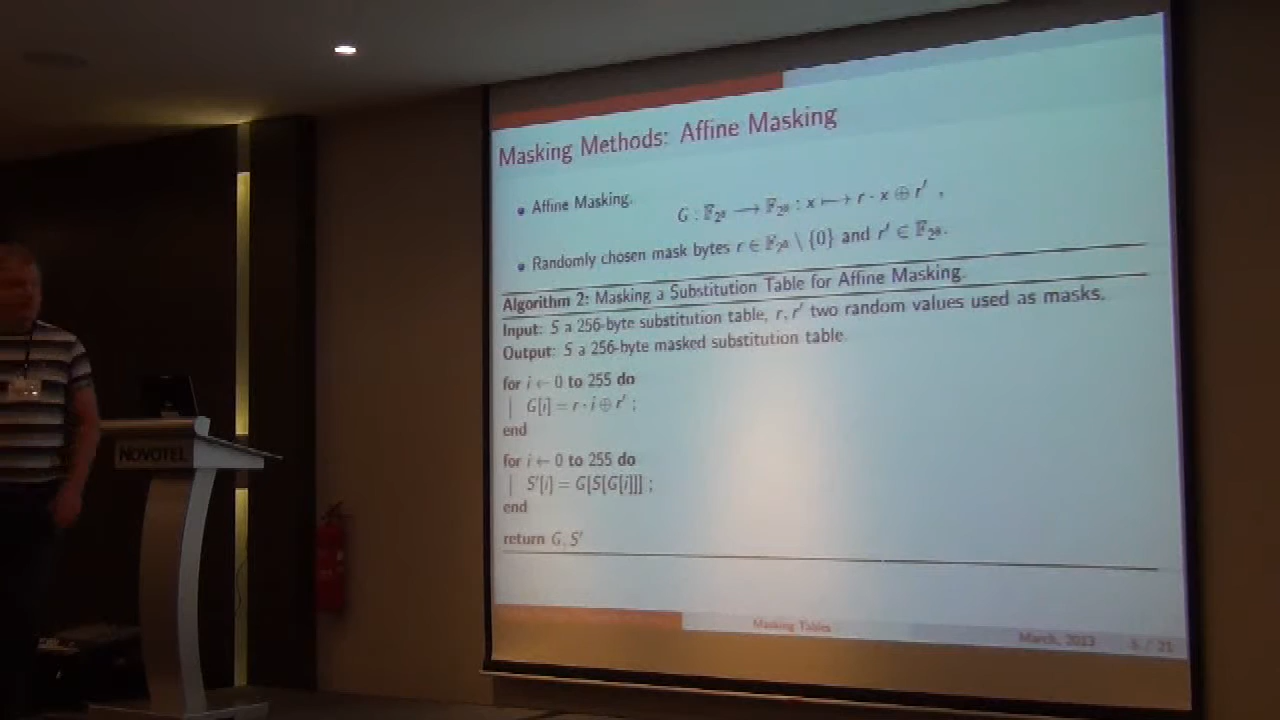 Masking Methods: Affine Masking
• Affine Masking.
G : 𝔽₂₈ ⟶ 𝔽₂₈ : x ⟼ r · x ⊕ r′ ,
• Randomly chosen mask bytes r ∈ 𝔽₂₈ \ {0} and r′ ∈ 𝔽₂₈.
Algorithm 2: Masking a Substitution Table for Affine Masking.
Input: S a 256-byte substitution table, r, r′ two random values used as masks.
Output: S a 256-byte masked substitution table.
for i ← 0 to 255 do
G[i] = r · i ⊕ r′ ;
end
for i ← 0 to 255 do
S′[i] = G[S[G[i]]] ;
end
return G, S′
Masking Tables
March, 2013
/ 21
NOVOTEL